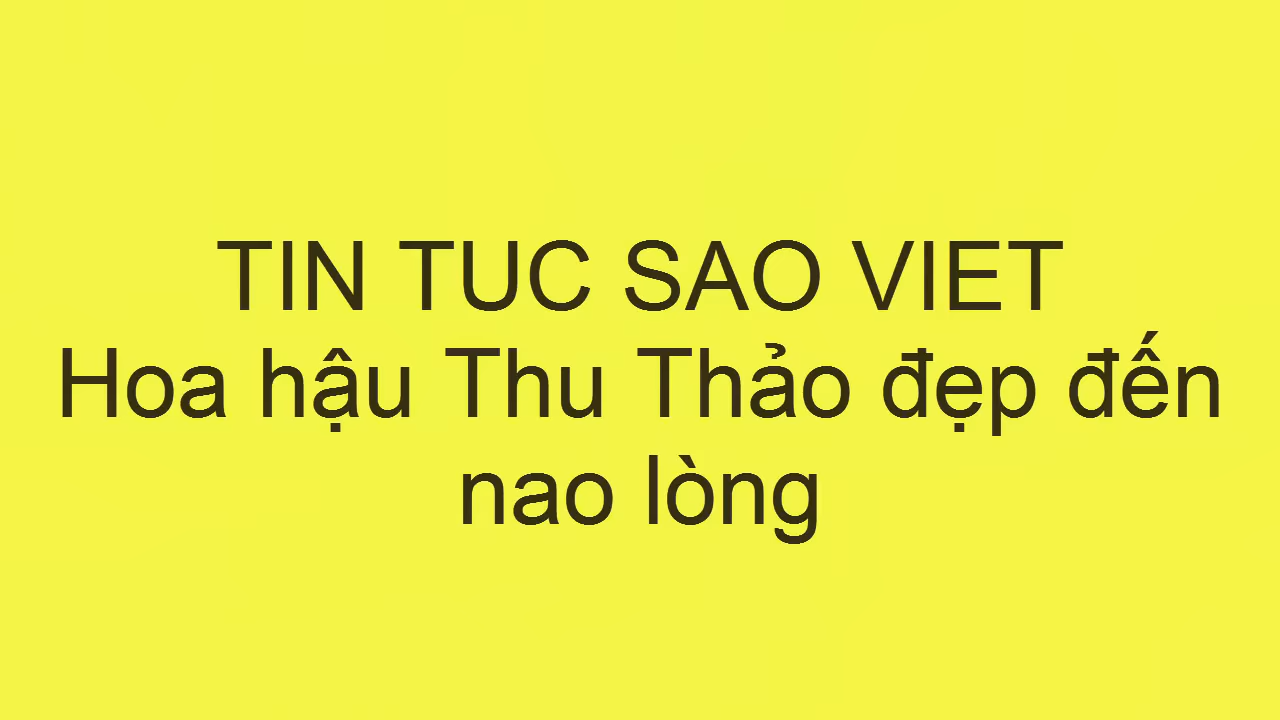 TIN TUC SAO VIET
Hoa hậu Thu Thảo đẹp đến
nao lòng